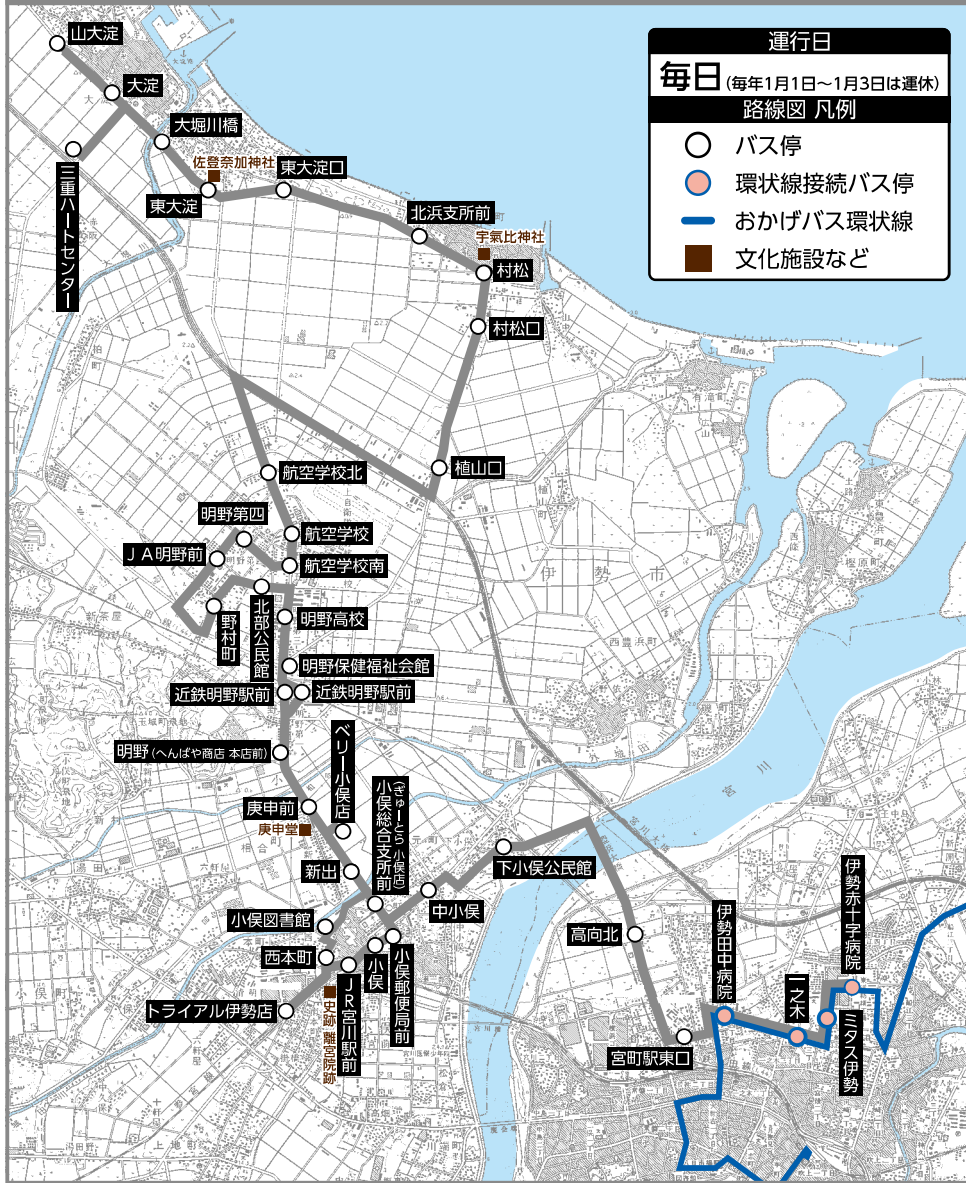 運行日
毎日(毎年1月1日～1月3日は運休)
路線図 凡例
バス停
環状線接続バス停
おかげバス環状線
文化施設など
山大淀
大淀
大堀川橋
三重ハートセンター
佐登奈加神社
東大淀
東大淀口
北浜支所前
宇氣比神社
村松
村松口
植山口
航空学校北
明野第四
航空学校
ＪＡ明野前
航空学校南
野村町
北部公民館
明野高校
明野保健福祉会館
近鉄明野駅前
近鉄明野駅前
明野(へんばや商店 本店前)
ベリー小俣店
庚申前
庚申堂
小俣総合支所前
(ぎゅーとら 小俣店)
新出
下小俣公民館
中小俣
小俣図書館
西本町
小俣
小俣郵便局前
ＪＲ宮川駅前
トライアル伊勢店
史跡 離宮院跡
高向北
宮町駅東口
伊勢田中病院
一之木
伊勢赤十字病院
ミタス伊勢
伊勢市
西豊浜町
宮川